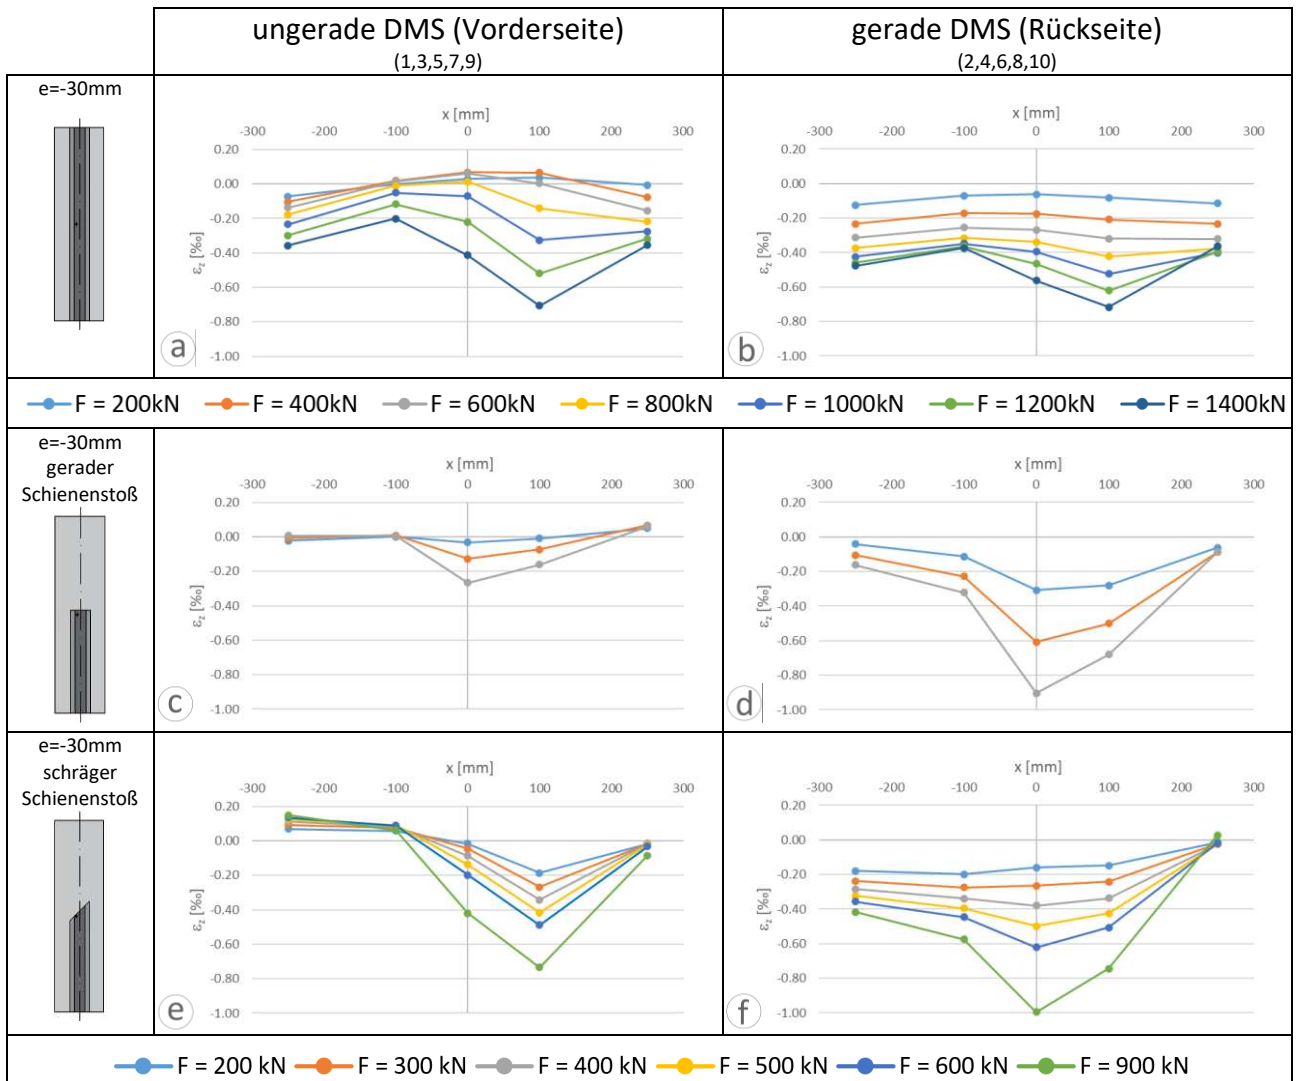 ungerade DMS (Vorderseite)
(1,3,5,7,9)
gerade DMS (Rückseite)
(2,4,6,8,10)
e=-30mm
x [mm]
-300 -200 -100 0 100 200 300
0.20
0.00
-0.20
-0.40
-0.60
-0.80
-1.00
εz [‰]
a
x [mm]
-300 -200 -100 0 100 200 300
0.20
0.00
-0.20
-0.40
-0.60
-0.80
-1.00
εz [‰]
b
F = 200kN F = 400kN F = 600kN F = 800kN F = 1000kN F = 1200kN F = 1400kN
e=-30mm
gerader
Schienenstoß
x [mm]
-300 -200 -100 0 100 200 300
0.20
0.00
-0.20
-0.40
-0.60
-0.80
-1.00
εz [‰]
c
x [mm]
-300 -200 -100 0 100 200 300
0.20
0.00
-0.20
-0.40
-0.60
-0.80
-1.00
εz [‰]
d
e=-30mm
schräger
Schienenstoß
x [mm]
-300 -200 -100 0 100 200 300
0.20
0.00
-0.20
-0.40
-0.60
-0.80
-1.00
εz [‰]
e
x [mm]
-300 -200 -100 0 100 200 300
0.20
0.00
-0.20
-0.40
-0.60
-0.80
-1.00
εz [‰]
f
F = 200 kN F = 300 kN F = 400 kN F = 500 kN F = 600 kN F = 900 kN